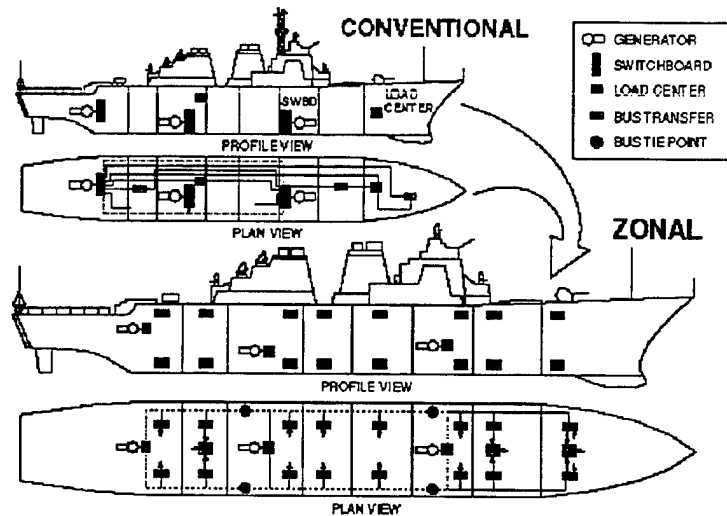 CONVENTIONAL
GENERATOR
SWITCHBOARD
LOAD CENTER
BUS TRANSFER
BUS TIE POINT
SWBD
LOAD
CENTER
PROFILE VIEW
PLAN VIEW
ZONAL
PROFILE VIEW
PLAN VIEW